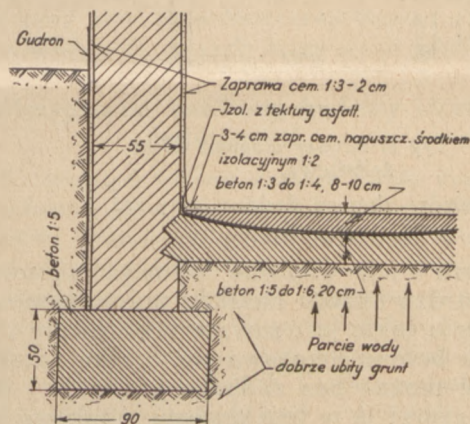 Gudron
Zaprawa cem. 1:3-2 cm
Izol. z tektury asfalt.
3-4 cm zapr. cem. napuszcz. środkiem
izolacyjnym 1:2
beton 1:3 do 1:4, 8-10 cm
55
beton 1:5
beton 1:5 do 1:6, 20 cm
50
Parcie wody
dobrze ubity grunt
90